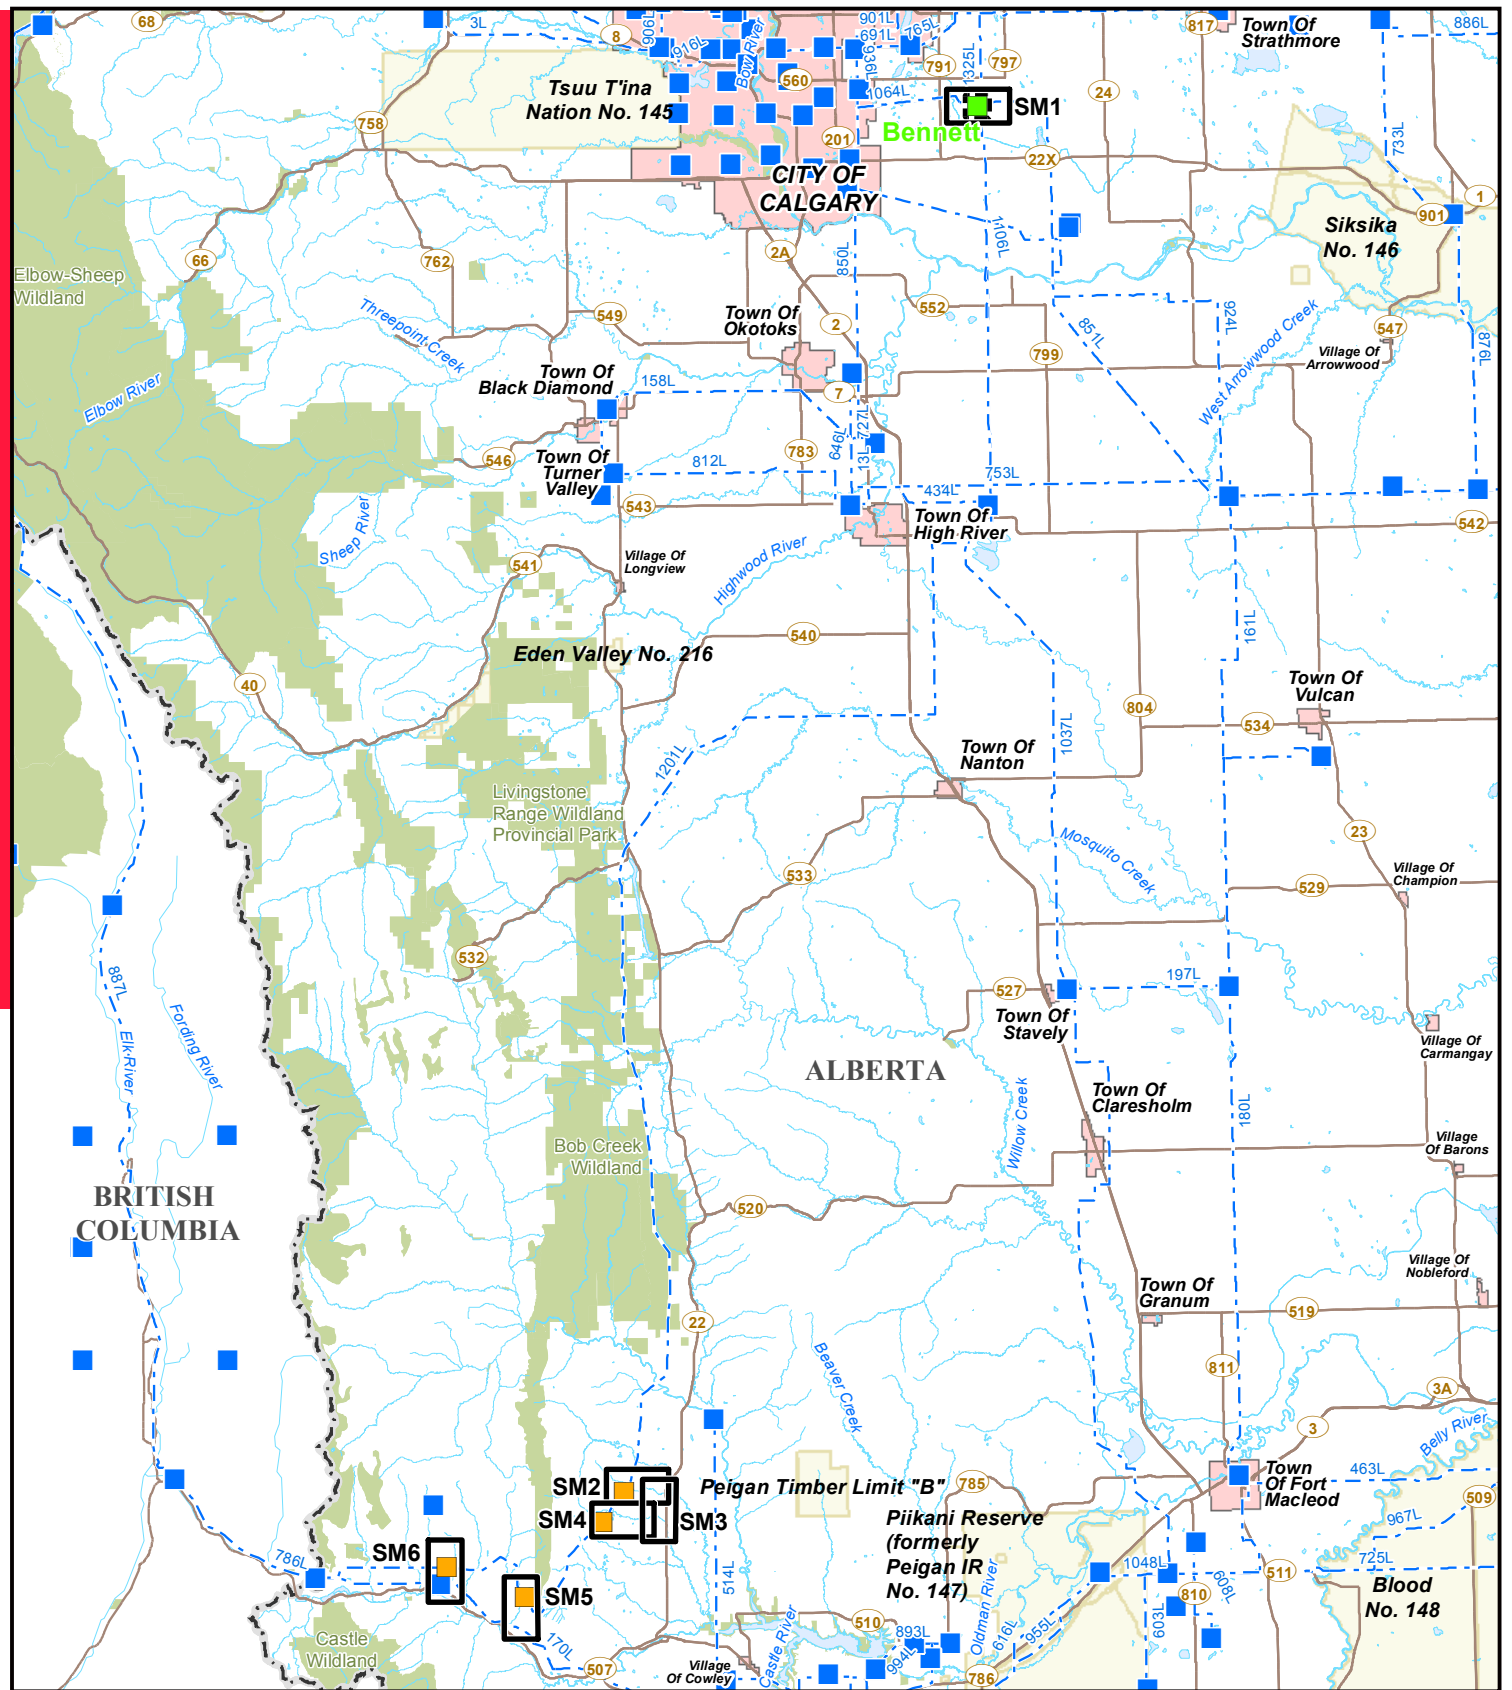 68
3L
8
906L
916L
Bow River
901L
691L
765L
936L
560
1064L
791
1325L
797
817
Town Of
Strathmore
886L
24
Tsuu T'ina
Nation No. 145
758
201
SM1
Bennett
22X
733L
1
901
CITY OF
CALGARY
Siksika
No. 146
2A
850L
1106L
66
762
Elbow-Sheep
Wildland
Threepoint Creek
549
Town Of
Okotoks
2
552
851L
924L
West Arrowwood Creek
547
Village Of
Arrowwood
876L
799
Elbow River
Town Of
Black Diamond
158L
7
727L
646L
13L
783
546
Town Of
Turner
Valley
812L
753L
434L
543
Town Of
High River
542
Sheep River
541
Village Of
Longview
Highwood River
161L
540
Eden Valley No. 216
40
Town Of
Vulcan
804
534
1037L
1201L
Town Of
Nanton
Livingstone
Range Wildland
Provincial Park
23
Mosquito Creek
533
Village Of
Champion
529
532
887L
Fording River
Elk River
197L
527
Town Of
Stavely
Village Of
Carmangay
ALBERTA
Willow Creek
Town Of
Claresholm
180L
Bob Creek
Wildland
Village
Of Barons
BRITISH
COLUMBIA
520
Village Of
Nobleford
Town Of
Granum
519
22
Beaver Creek
811
3A
3
Belly River
SM2
Peigan Timber Limit "B"
785
Town
Of Fort
Macleod
463L
509
SM4
SM3
Piikani Reserve
(formerly
Peigan IR
No. 147)
967L
SM6
786L
725L
1048L
511
514L
810
608L
Blood
No. 148
SM5
Oldman River
603L
510
893L
616L
955L
Castle
Wildland
170L
507
Village
Of Cowley
Castle River
994L
786